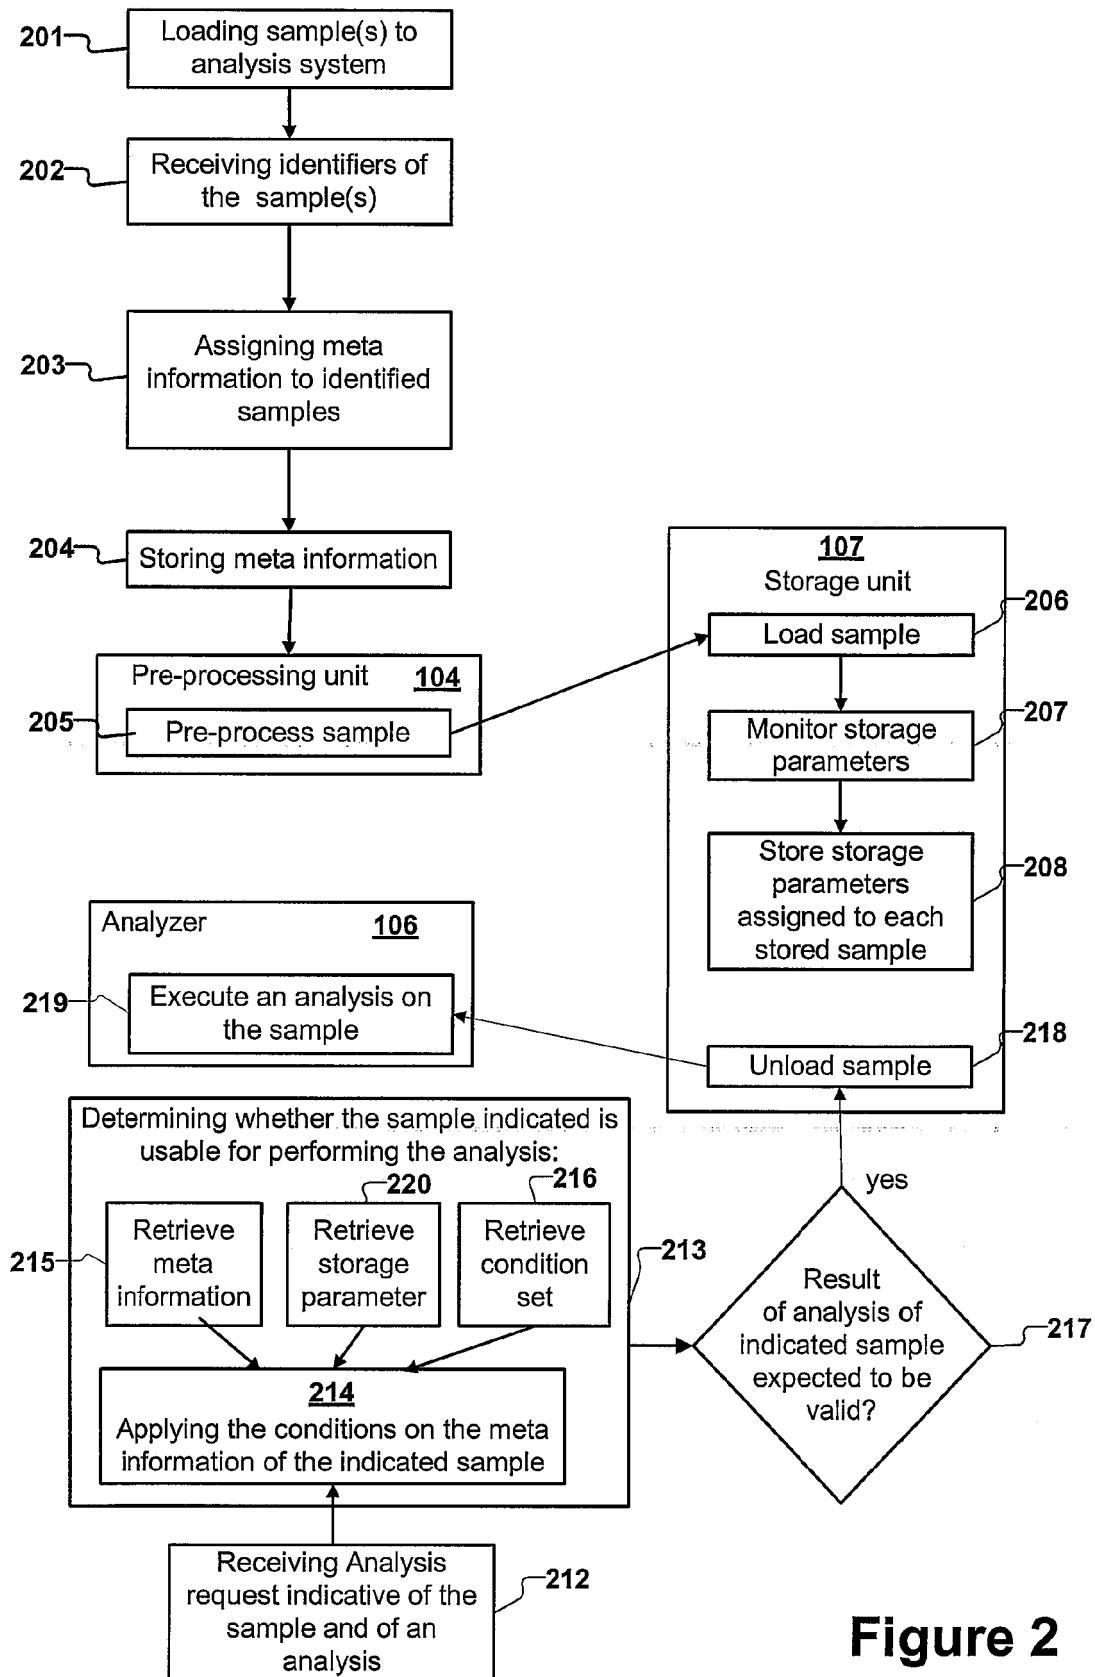 201
Loading sample(s) to
analysis system
202
Receiving identifiers of
the sample(s)
203
Assigning meta
information to identified
samples
204
Storing meta information
Pre-processing unit 104
205
Pre-process sample
107
Storage unit
206
Load sample
207
Monitor storage
parameters
208
Store storage
parameters
assigned to each
stored sample
218
Unload sample
Analyzer 106
219
Execute an analysis on
the sample
Determining whether the sample indicated is
usable for performing the analysis:
220
216
215
Retrieve
meta
information
Retrieve
storage
parameter
Retrieve
condition
set
213
214
Applying the conditions on the meta
information of the indicated sample
yes
Result
of analysis of
indicated sample
expected to be
valid?
217
Receiving Analysis
request indicative of the
sample and of an
analysis
212
Figure 2